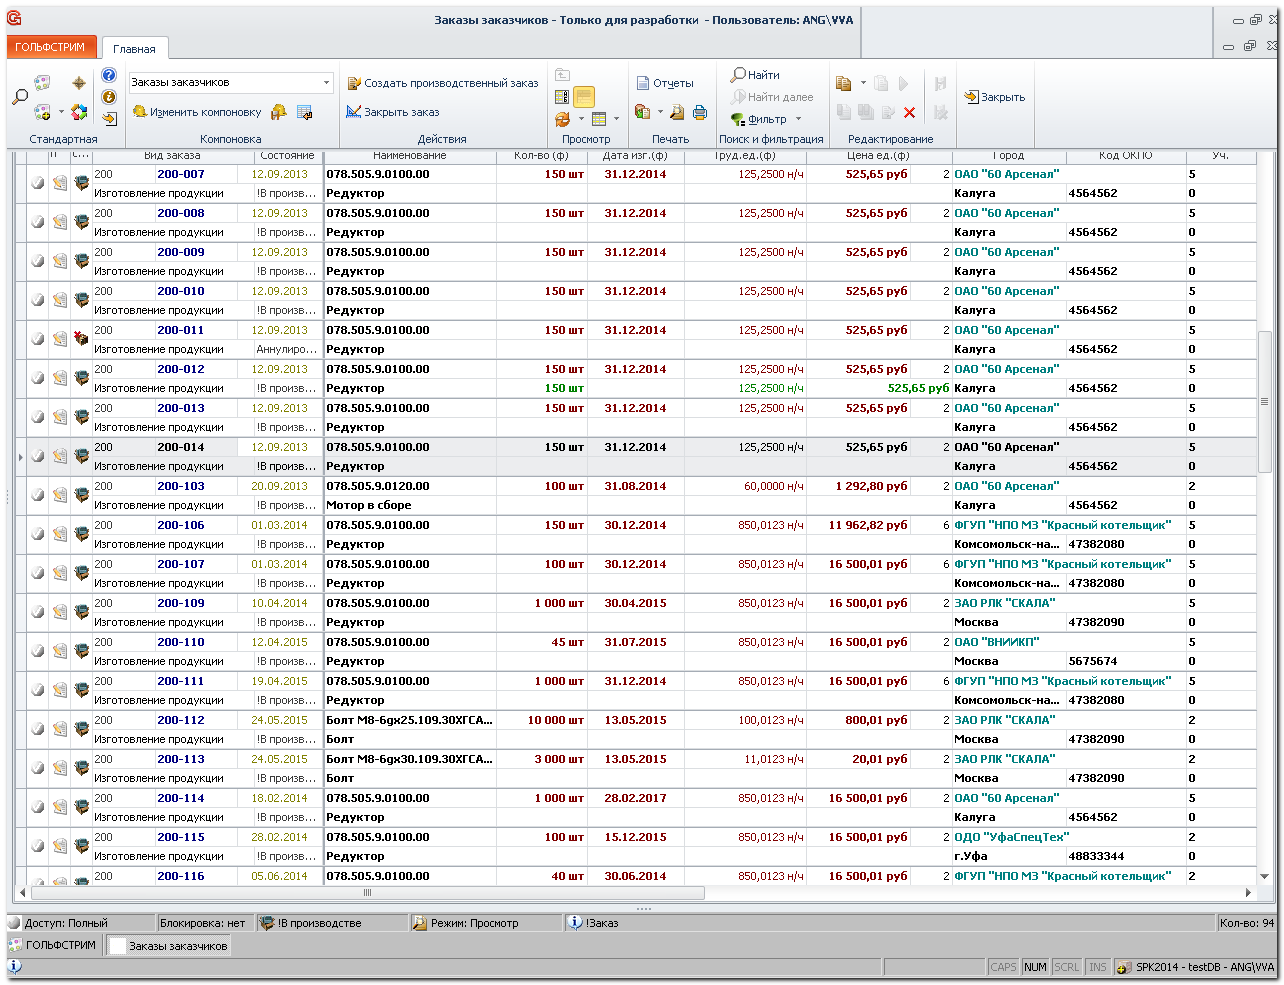 Заказы заказчиков - Только для разработки - Пользователь: ANG\VVA
ГОЛЬФСТРИМ Главная
Заказы заказчиков Создать производственный заказ Отчеты Найти
Найти далее Закрыть
Изменить компоновку Закрыть заказ Фильтр
Стандартная Компоновка Действия Просмотр Печать Поиск и фильтрация Редактирование
Вид заказа Состояние Наименование Кол-во (ф) Дата изг.(ф) Труд.ед.(ф) Цена ед.(ф) Город Код ОКПО Уч.
200 200-007 12.09.2013 078.505.9.0100.00 150 шт 31.12.2014 125,2500 н/ч 525,65 руб 2 ОАО "60 Арсенал" 5
Изготовление продукции !В произв... Редуктор Калуга 4564562 0
200 200-008 12.09.2013 078.505.9.0100.00 150 шт 31.12.2014 125,2500 н/ч 525,65 руб 2 ОАО "60 Арсенал" 5
Изготовление продукции !В произв... Редуктор Калуга 4564562 0
200 200-009 12.09.2013 078.505.9.0100.00 150 шт 31.12.2014 125,2500 н/ч 525,65 руб 2 ОАО "60 Арсенал" 5
Изготовление продукции !В произв... Редуктор Калуга 4564562 0
200 200-010 12.09.2013 078.505.9.0100.00 150 шт 31.12.2014 125,2500 н/ч 525,65 руб 2 ОАО "60 Арсенал" 5
Изготовление продукции !В произв... Редуктор Калуга 4564562 0
200 200-011 12.09.2013 078.505.9.0100.00 150 шт 31.12.2014 125,2500 н/ч 525,65 руб 2 ОАО "60 Арсенал" 5
Изготовление продукции Аннулиро... Редуктор Калуга 4564562 0
200 200-012 12.09.2013 078.505.9.0100.00 150 шт 31.12.2014 125,2500 н/ч 525,65 руб 2 ОАО "60 Арсенал" 5
Изготовление продукции !В произв... Редуктор 150 шт 125,2500 н/ч 525,65 руб Калуга 4564562 0
200 200-013 12.09.2013 078.505.9.0100.00 150 шт 31.12.2014 125,2500 н/ч 525,65 руб 2 ОАО "60 Арсенал" 5
Изготовление продукции !В произв... Редуктор Калуга 4564562 0
200 200-014 12.09.2013 078.505.9.0100.00 150 шт 31.12.2014 125,2500 н/ч 525,65 руб 2 ОАО "60 Арсенал" 5
Изготовление продукции !В произв... Редуктор Калуга 4564562 0
200 200-103 20.09.2013 078.505.9.0120.00 100 шт 31.08.2014 60,0000 н/ч 1 292,80 руб 2 ОАО "60 Арсенал" 2
Изготовление продукции !В произв... Мотор в сборе Калуга 4564562 0
200 200-106 01.03.2014 078.505.9.0100.00 150 шт 30.12.2014 850,0123 н/ч 11 962,82 руб 6 ФГУП "НПО МЗ "Красный котельщик" 5
Изготовление продукции !В произв... Редуктор Комсомольск-на... 47382080 0
200 200-107 01.03.2014 078.505.9.0100.00 100 шт 30.12.2014 850,0123 н/ч 16 500,01 руб 6 ФГУП "НПО МЗ "Красный котельщик" 5
Изготовление продукции !В произв... Редуктор Комсомольск-на... 47382080 0
200 200-109 10.04.2014 078.505.9.0100.00 1 000 шт 30.04.2015 850,0123 н/ч 16 500,01 руб 2 ЗАО РЛК "СКАЛА" 5
Изготовление продукции !В произв... Редуктор Москва 47382090 0
200 200-110 12.04.2015 078.505.9.0100.00 45 шт 31.07.2015 850,0123 н/ч 16 500,01 руб 2 ОАО "ВНИИКП" 5
Изготовление продукции !В произв... Редуктор Москва 5675674 0
200 200-111 19.04.2015 078.505.9.0100.00 1 000 шт 31.12.2014 850,0123 н/ч 16 500,01 руб 6 ФГУП "НПО МЗ "Красный котельщик" 5
Изготовление продукции !В произв... Редуктор Комсомольск-на... 47382080 0
200 200-112 24.05.2015 Болт М8-6gх25.109.30ХГСА... 10 000 шт 13.05.2015 100,0123 н/ч 800,01 руб 2 ЗАО РЛК "СКАЛА" 2
Изготовление продукции !В произв... Болт Москва 47382090 0
200 200-113 24.05.2015 Болт М8-6gх30.109.30ХГСА... 3 000 шт 13.05.2015 11,0123 н/ч 20,01 руб 2 ЗАО РЛК "СКАЛА" 2
Изготовление продукции !В произв... Болт Москва 47382090 0
200 200-114 18.02.2014 078.505.9.0100.00 1 000 шт 28.02.2017 850,0123 н/ч 16 500,01 руб 2 ОАО "60 Арсенал" 5
Изготовление продукции !В произв... Редуктор Калуга 4564562 0
200 200-115 28.02.2014 078.505.9.0100.00 100 шт 15.12.2015 850,0123 н/ч 16 500,01 руб 2 ОДО "УфаСпецТех" 2
Изготовление продукции !В произв... Редуктор г.Уфа 48833344 0
200 200-116 05.06.2014 078.505.9.0100.00 40 шт 30.06.2014 850,0123 н/ч 16 500,01 руб 2 ФГУП "НПО МЗ "Красный котельщик" 2
Доступ: Полный Блокировка: нет !В производстве Режим: Просмотр !Заказ Кол-во: 94
ГОЛЬФСТРИМ Заказы заказчиков
CAPS NUM SCRL INS SPK2014 - testDB - ANG\VVA